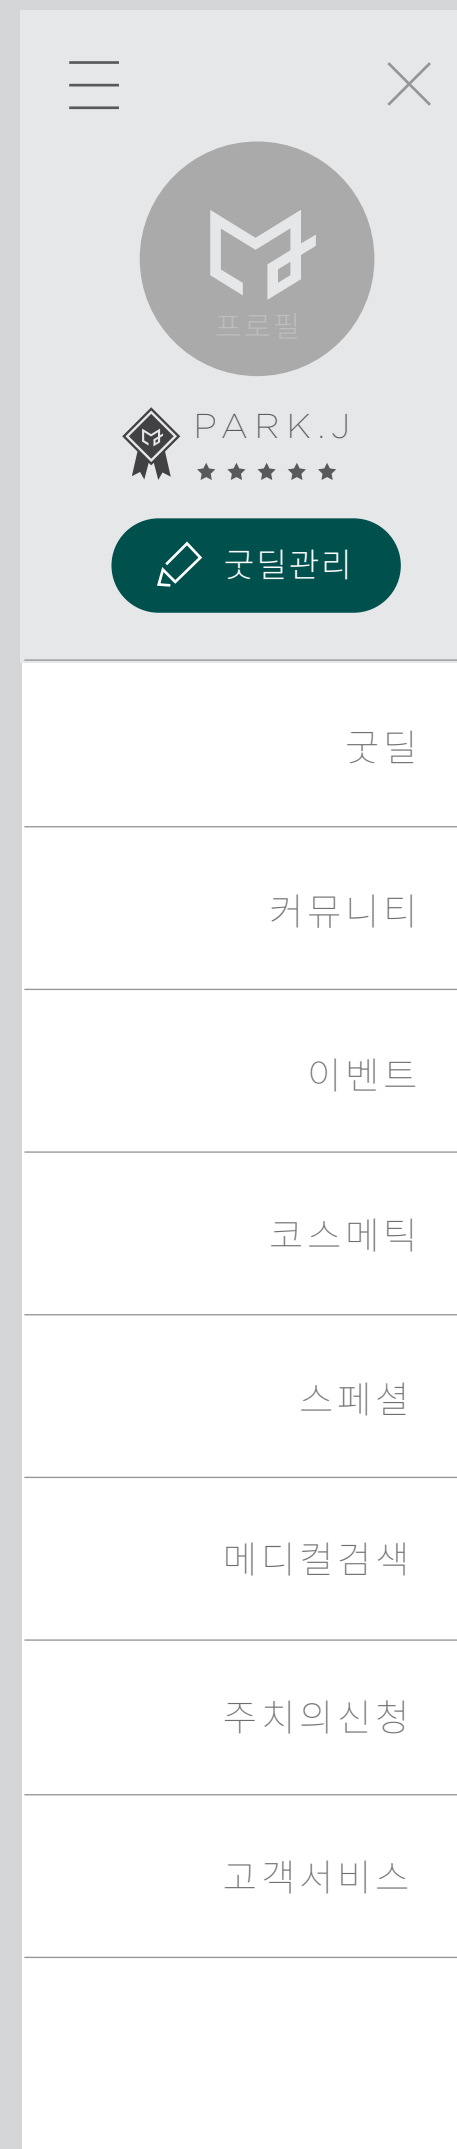 프로필
PARK.J
굿딜관리
굿딜
커뮤니티
이벤트
코스메틱
스페셜
메디컬검색
주치의신청
고객서비스